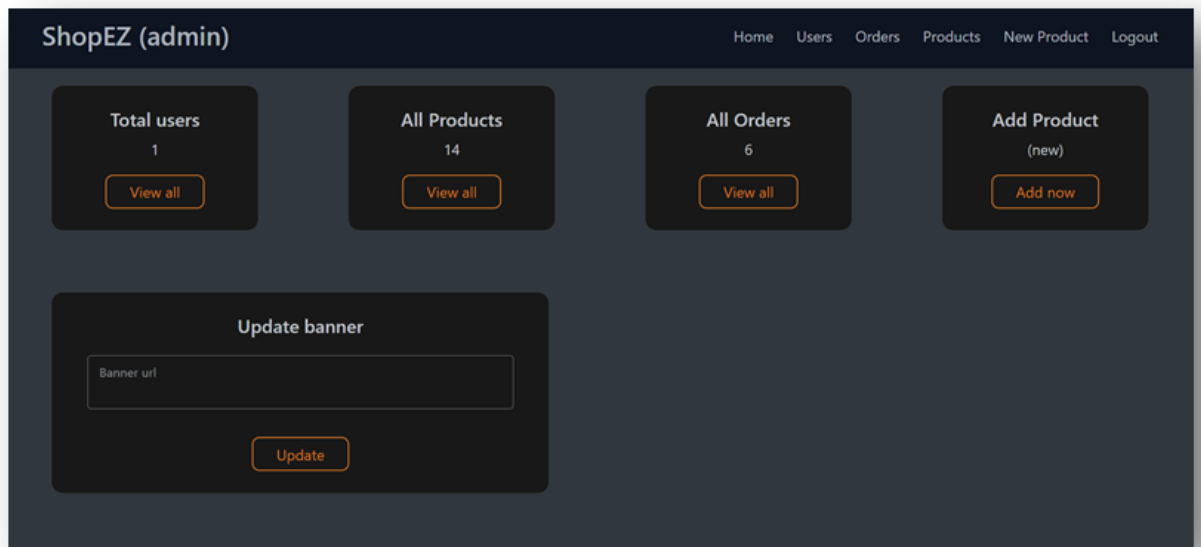 ShopEZ (admin)
Home Users Orders Products New Product Logout
Total users
1
View all
All Products
14
View all
All Orders
6
View all
Add Product
(new)
Add now
Update banner
Banner url
Update